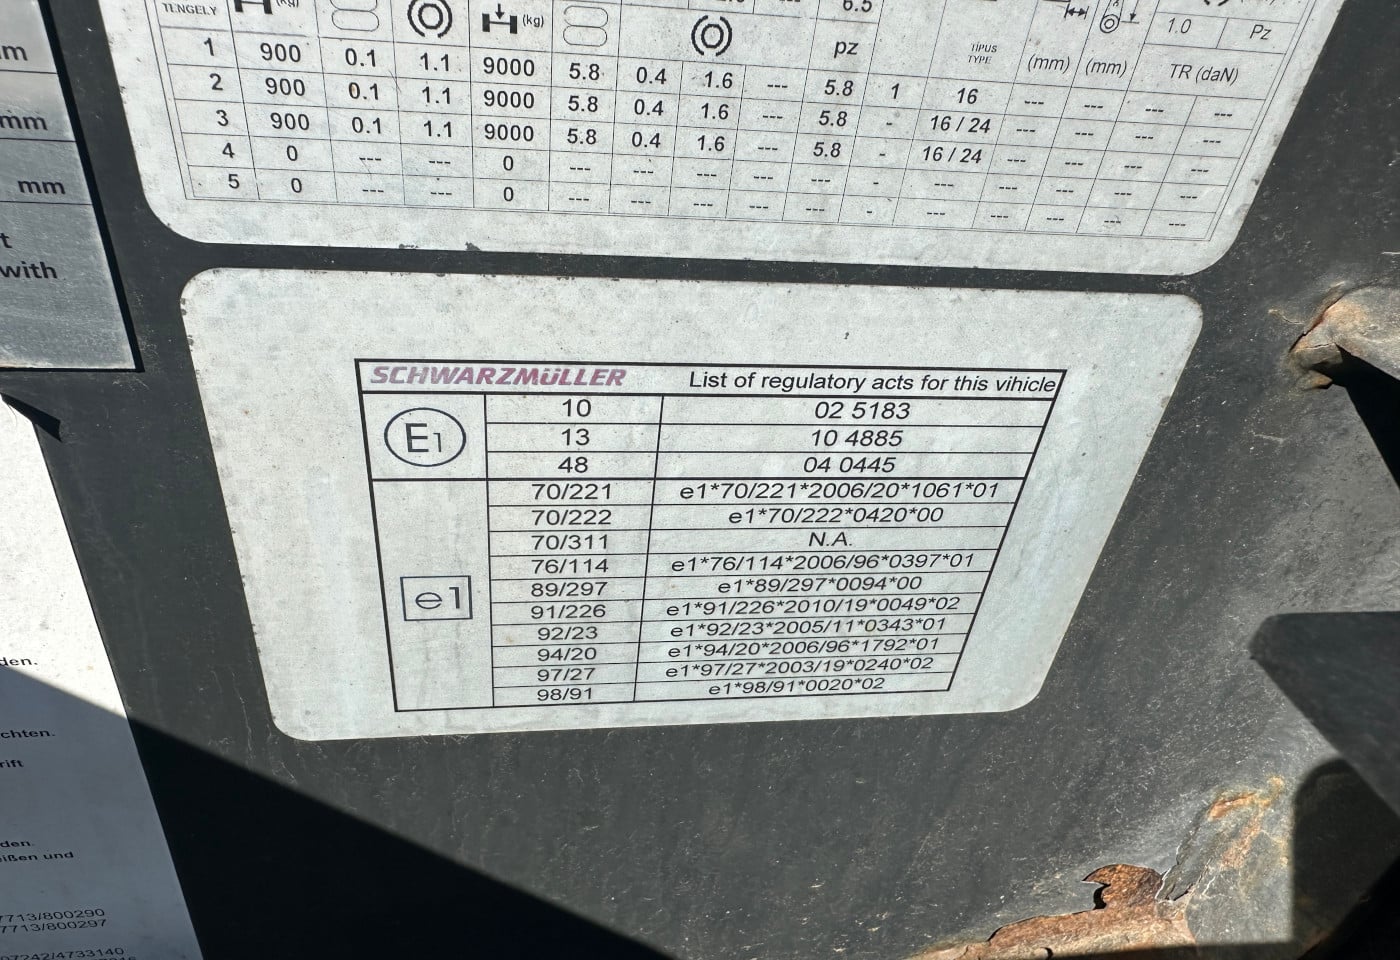 mm
mm
t
with
den.
chten.
rift
den.
ißen und
7713/800290
7713/800297
07242/4733140
TENGELY (kg) (kg) 6.5
pz TÍPUS TYPE (mm) (mm) 1.0 Pz
TR (daN)
1 900 0.1 1.1 9000 5.8 0.4 1.6 --- 5.8 1 16 --- --- --- ---
2 900 0.1 1.1 9000 5.8 0.4 1.6 --- 5.8 - 16 / 24 --- --- --- ---
3 900 0.1 1.1 9000 5.8 0.4 1.6 --- 5.8 - 16 / 24 --- --- --- ---
4 0 --- --- 0 --- --- --- --- --- - --- --- --- --- ---
5 0 --- --- 0 --- --- --- --- --- - --- --- --- --- ---
SCHWARZMÜLLER List of regulatory acts for this vihicle
E1
10 02 5183
13 10 4885
48 04 0445
e1
70/221 e1*70/221*2006/20*1061*01
70/222 e1*70/222*0420*00
70/311 N.A.
76/114 e1*76/114*2006/96*0397*01
89/297 e1*89/297*0094*00
91/226 e1*91/226*2010/19*0049*02
92/23 e1*92/23*2005/11*0343*01
94/20 e1*94/20*2006/96*1792*01
97/27 e1*97/27*2003/19*0240*02
98/91 e1*98/91*0020*02